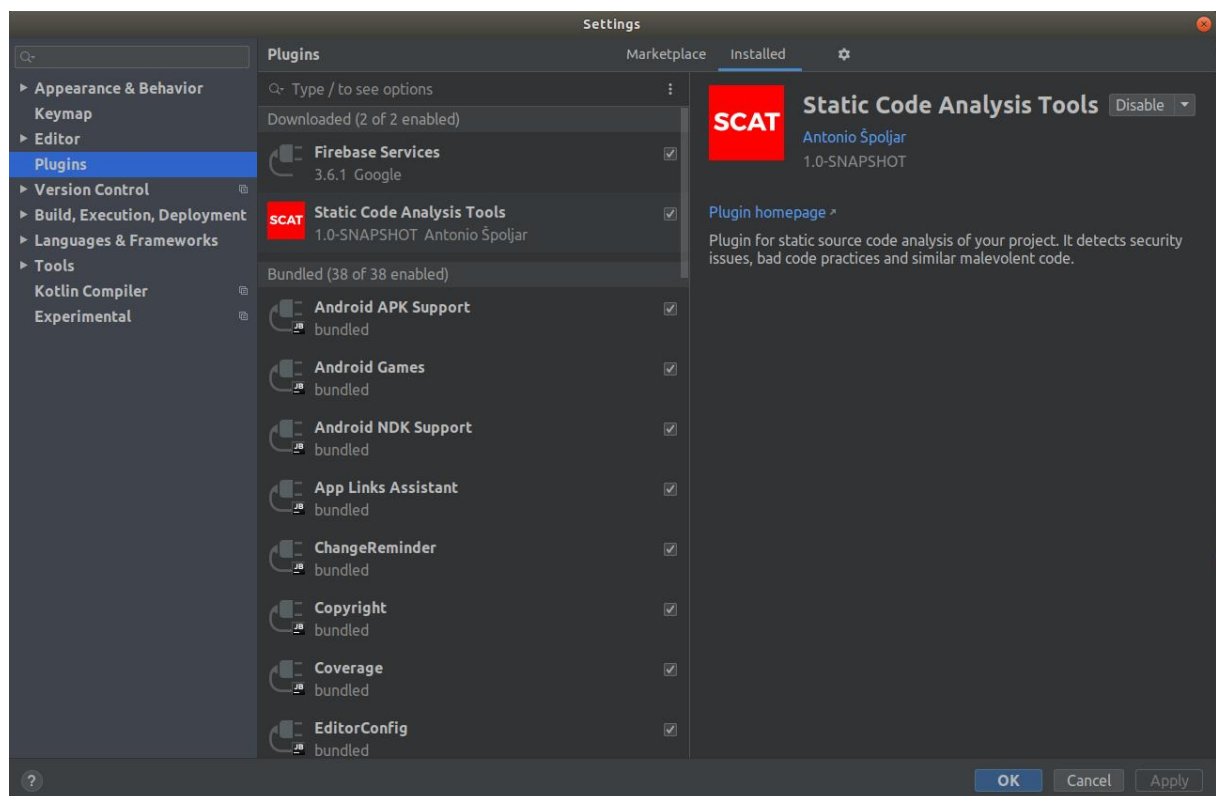 Settings
Plugins
Marketplace
Installed
Appearance & Behavior
Keymap
Editor
Plugins
Version Control
Build, Execution, Deployment
Languages & Frameworks
Tools
Kotlin Compiler
Experimental
Type / to see options
Downloaded (2 of 2 enabled)
Firebase Services
3.6.1 Google
SCAT
Static Code Analysis Tools
1.0-SNAPSHOT Antonio Špoljar
Bundled (38 of 38 enabled)
Android APK Support
bundled
Android Games
bundled
Android NDK Support
bundled
App Links Assistant
bundled
ChangeReminder
bundled
Copyright
bundled
Coverage
bundled
EditorConfig
bundled
SCAT
Static Code Analysis Tools
Disable
Antonio Špoljar
1.0-SNAPSHOT
Plugin homepage
Plugin for static source code analysis of your project. It detects security
issues, bad code practices and similar malevolent code.
?
OK
Cancel
Apply